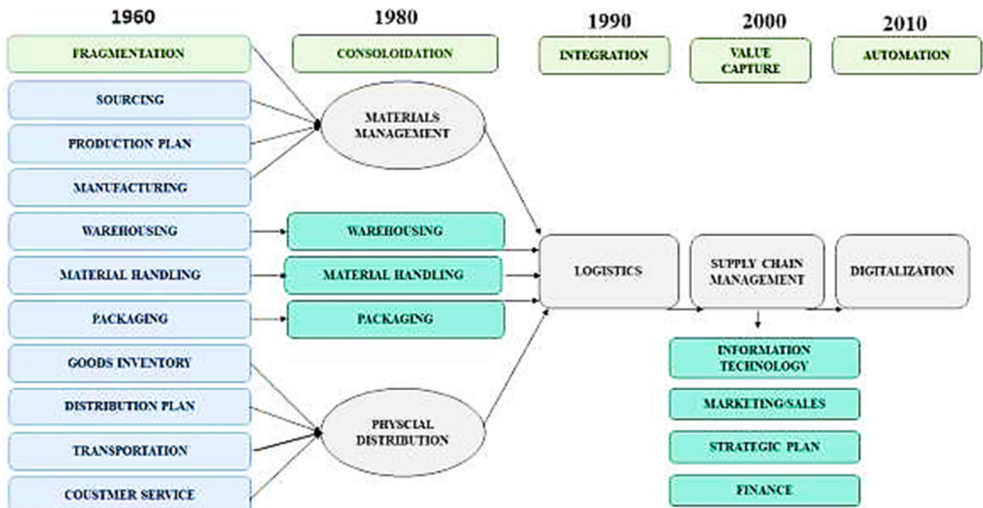 1960
1980
1990
2000
2010
FRAGMENTATION
CONSOLOIDATION
INTEGRATION
VALUE
CAPTURE
AUTOMATION
SOURCING
PRODUCTION PLAN
MANUFACTURING
WAREHOUSING
MATERIAL HANDLING
PACKAGING
GOODS INVENTORY
DISTRIBUTION PLAN
TRANSPORTATION
COUSTMER SERVICE
MATERIALS
MANAGEMENT
WAREHOUSING
MATERIAL HANDLING
PACKAGING
PHYSCIAL
DISTRIBUTION
LOGISTICS
SUPPLY CHAIN
MANAGEMENT
INFORMATION
TECHNOLOGY
MARKETING/SALES
STRATEGIC PLAN
FINANCE
DIGITALIZATION